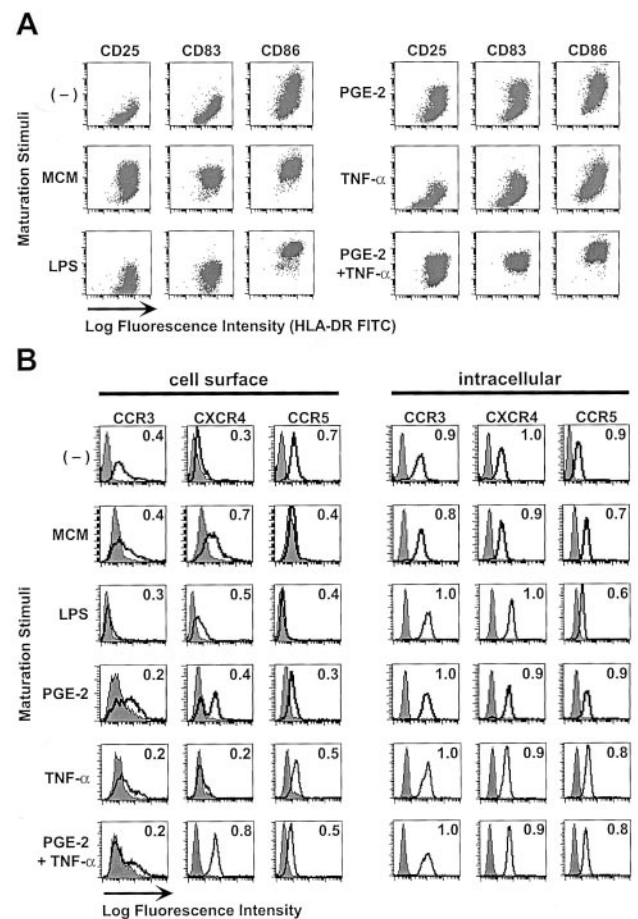 A
CD25 CD83 CD86 CD25 CD83 CD86
Maturation Stimuli
(–) PGE-2
MCM TNF-α
LPS PGE-2
+TNF-α
Log Fluorescence Intensity (HLA-DR FITC)
B
cell surface intracellular
CCR3 CXCR4 CCR5 CCR3 CXCR4 CCR5
Maturation Stimuli
(–) 0.4 0.3 0.7 0.9 1.0 0.9
MCM 0.4 0.7 0.4 0.8 0.9 0.7
LPS 0.3 0.5 0.4 1.0 1.0 0.6
PGE-2 0.2 0.4 0.3 1.0 0.9 0.9
TNF-α 0.2 0.2 0.5 1.0 0.9 0.8
PGE-2
+ TNF-α 0.2 0.8 0.5 1.0 0.9 0.8
Log Fluorescence Intensity